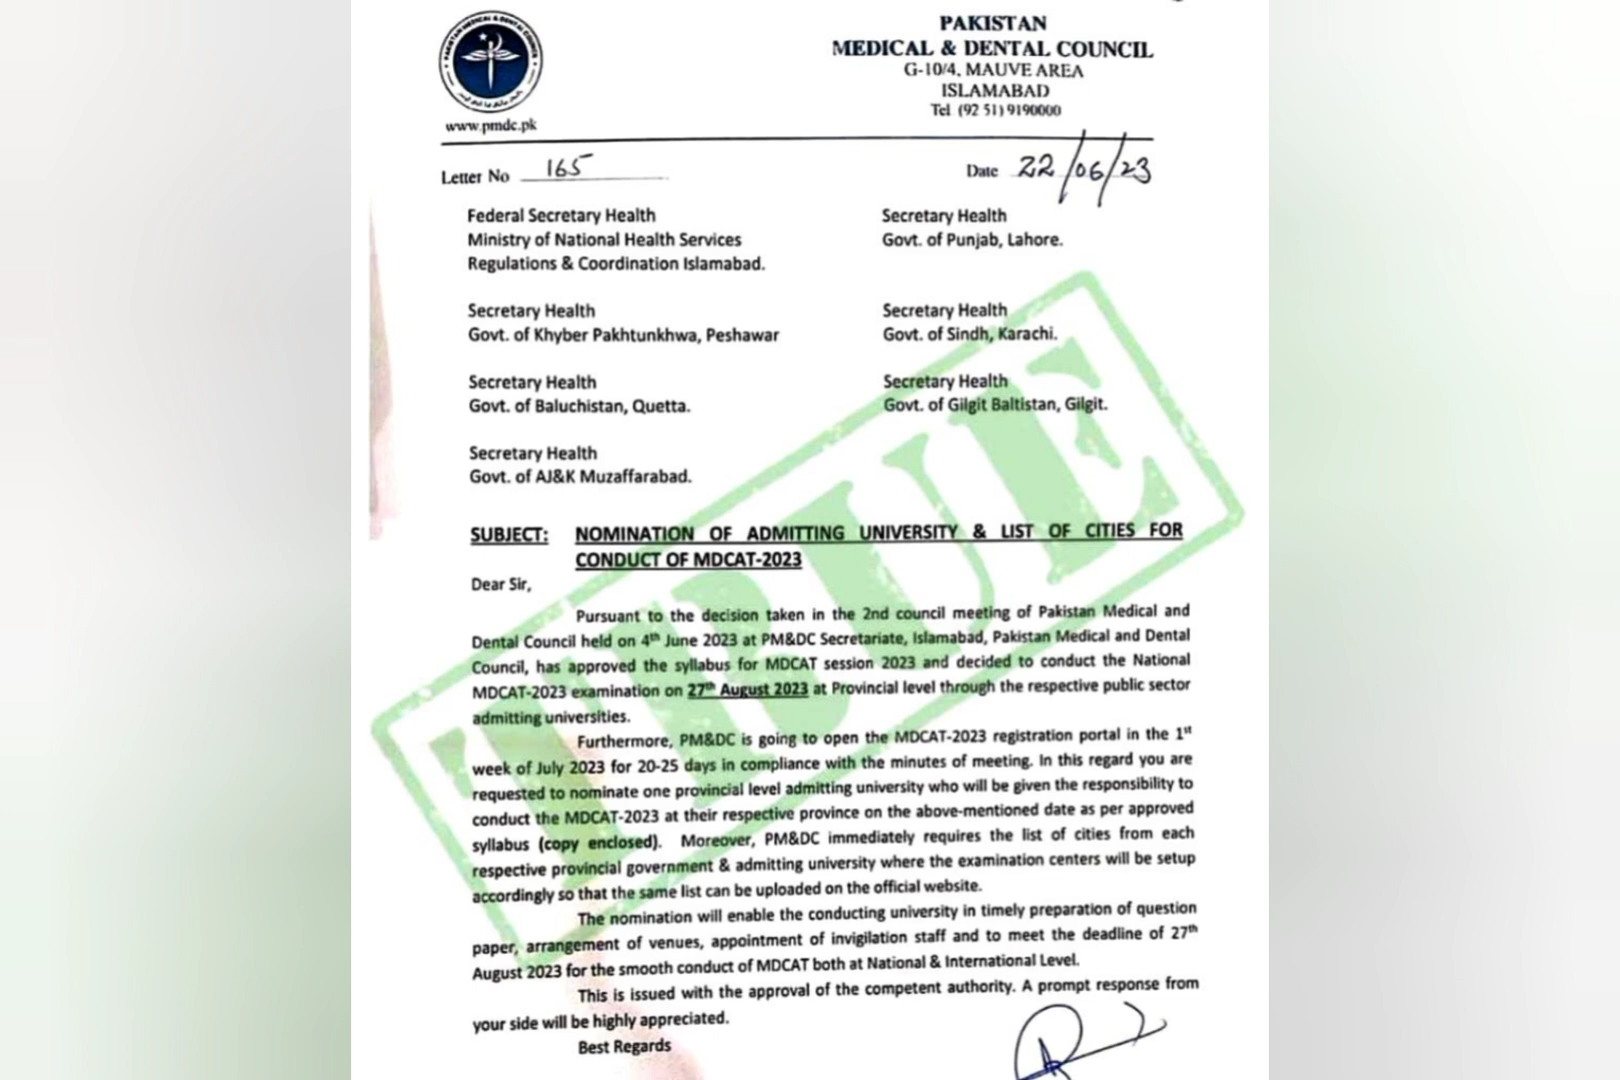 PAKISTAN
MEDICAL & DENTAL COUNCIL
G-10/4, MAUVE AREA
ISLAMABAD
Tel (92 51) 9190000
PAKISTAN MEDICAL & DENTAL COUNCIL
www.pmdc.pk
Letter No 165
Date 22/06/23
Federal Secretary Health
Ministry of National Health Services
Regulations & Coordination Islamabad.
Secretary Health
Govt. of Punjab, Lahore.
Secretary Health
Govt. of Khyber Pakhtunkhwa, Peshawar
Secretary Health
Govt. of Sindh, Karachi.
Secretary Health
Govt. of Baluchistan, Quetta.
Secretary Health
Govt. of Gilgit Baltistan, Gilgit.
Secretary Health
Govt. of AJ&K Muzaffarabad.
SUBJECT: NOMINATION OF ADMITTING UNIVERSITY & LIST OF CITIES FOR
CONDUCT OF MDCAT-2023
Dear Sir,
Pursuant to the decision taken in the 2nd council meeting of Pakistan Medical and
Dental Council held on 4th June 2023 at PM&DC Secretariate, Islamabad, Pakistan Medical and Dental
Council, has approved the syllabus for MDCAT session 2023 and decided to conduct the National
MDCAT-2023 examination on 27th August 2023 at Provincial level through the respective public sector
admitting universities.
Furthermore, PM&DC is going to open the MDCAT-2023 registration portal in the 1st
week of July 2023 for 20-25 days in compliance with the minutes of meeting. In this regard you are
requested to nominate one provincial level admitting university who will be given the responsibility to
conduct the MDCAT-2023 at their respective province on the above-mentioned date as per approved
syllabus (copy enclosed). Moreover, PM&DC immediately requires the list of cities from each
respective provincial government & admitting university where the examination centers will be setup
accordingly so that the same list can be uploaded on the official website.
The nomination will enable the conducting university in timely preparation of question
paper, arrangement of venues, appointment of invigilation staff and to meet the deadline of 27th
August 2023 for the smooth conduct of MDCAT both at National & International Level.
This is issued with the approval of the competent authority. A prompt response from
your side will be highly appreciated.
Best Regards
TRUE